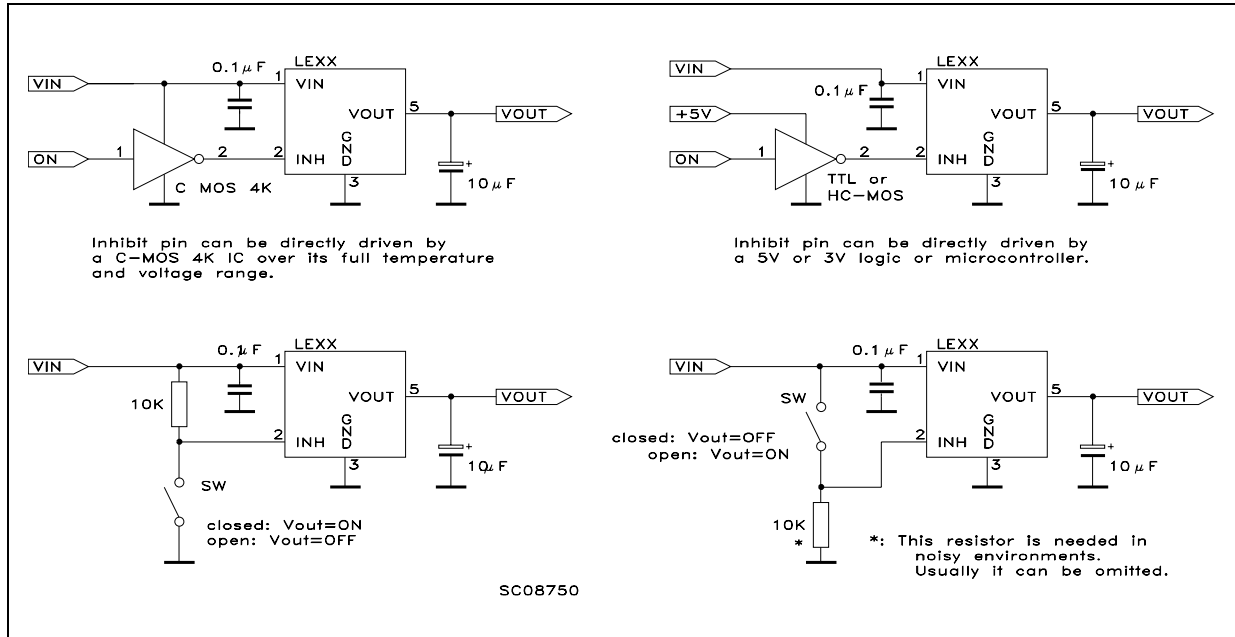 LEXX
0.1μF
VIN
1
VIN
VOUT
5
VOUT
ON
1
2
2
INH
GND
3
C MOS 4K
+
10μF
Inhibit pin can be directly driven by
a C-MOS 4K IC over its full temperature
and voltage range.
LEXX
VIN
1
VIN
0.1μF
+5V
VOUT
5
VOUT
ON
1
2
2
INH
GND
3
TTL or
HC-MOS
+
10μF
Inhibit pin can be directly driven by
a 5V or 3V logic or microcontroller.
LEXX
0.1μF
VIN
1
VIN
10K
VOUT
5
VOUT
2
INH
GND
3
+
10μF
SW
closed: Vout=ON
open: Vout=OFF
LEXX
0.1μF
VIN
1
VIN
SW
VOUT
5
VOUT
closed: Vout=OFF
open: Vout=ON
2
INH
GND
3
+
10μF
10K
*
*: This resistor is needed in
noisy environments.
Usually it can be omitted.
SC08750